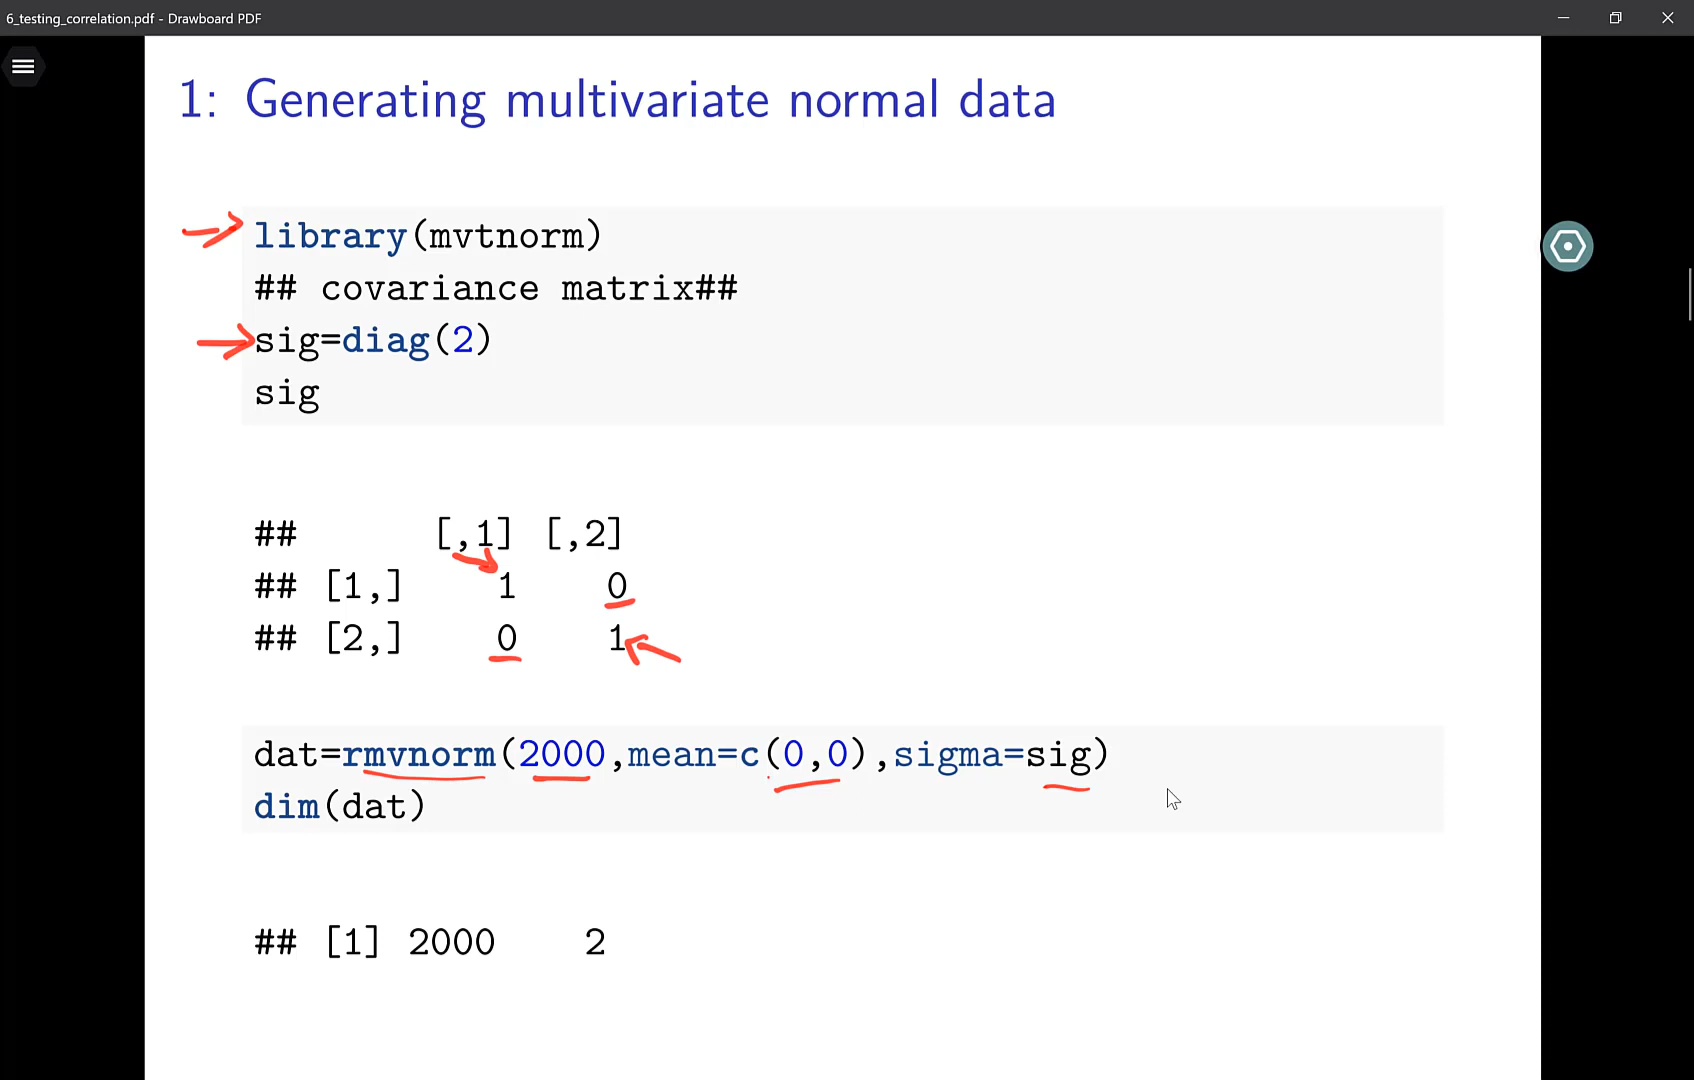 6_testing_correlation.pdf - Drawboard PDF
1: Generating multivariate normal data
library(mvtnorm)
## covariance matrix##
sig=diag(2)
sig
## [,1] [,2]
## [1,] 1 0
## [2,] 0 1
dat=rmvnorm(2000,mean=c(0,0),sigma=sig)
dim(dat)
## [1] 2000 2